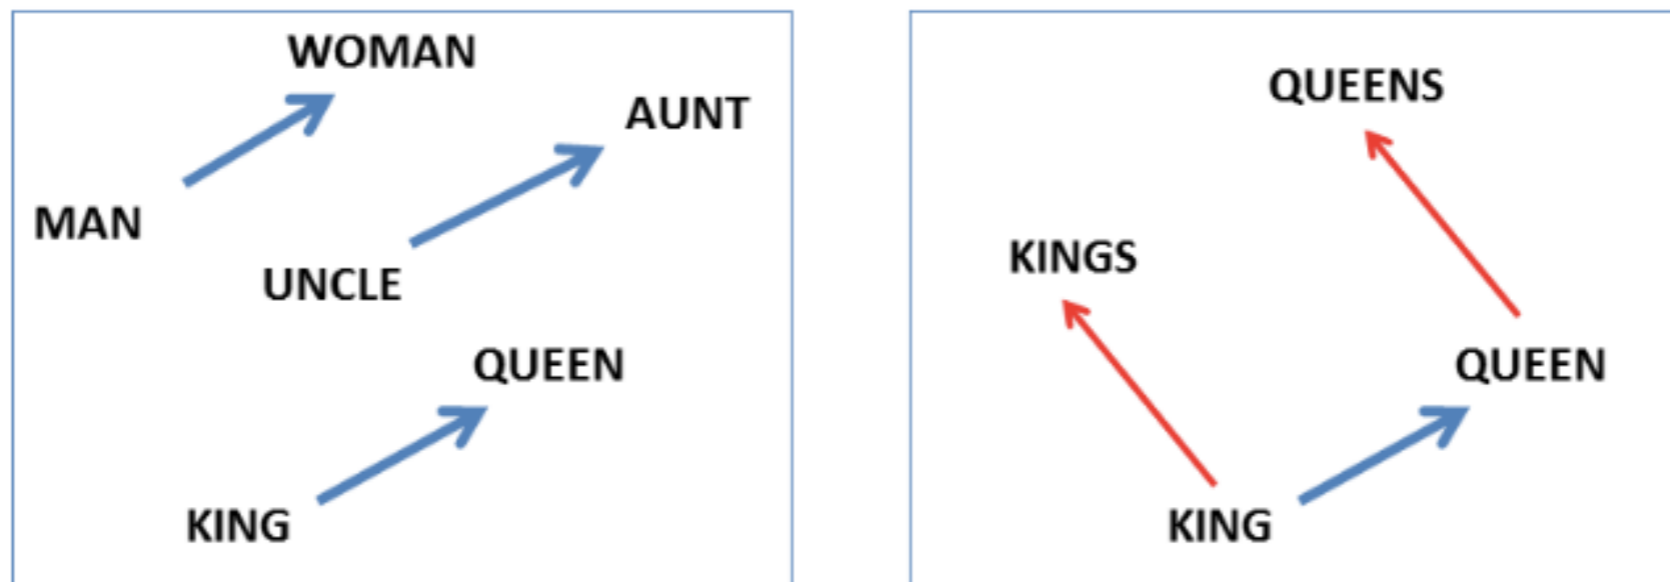 WOMAN
AUNT
MAN
UNCLE
QUEEN
KING
QUEENS
KINGS
QUEEN
KING